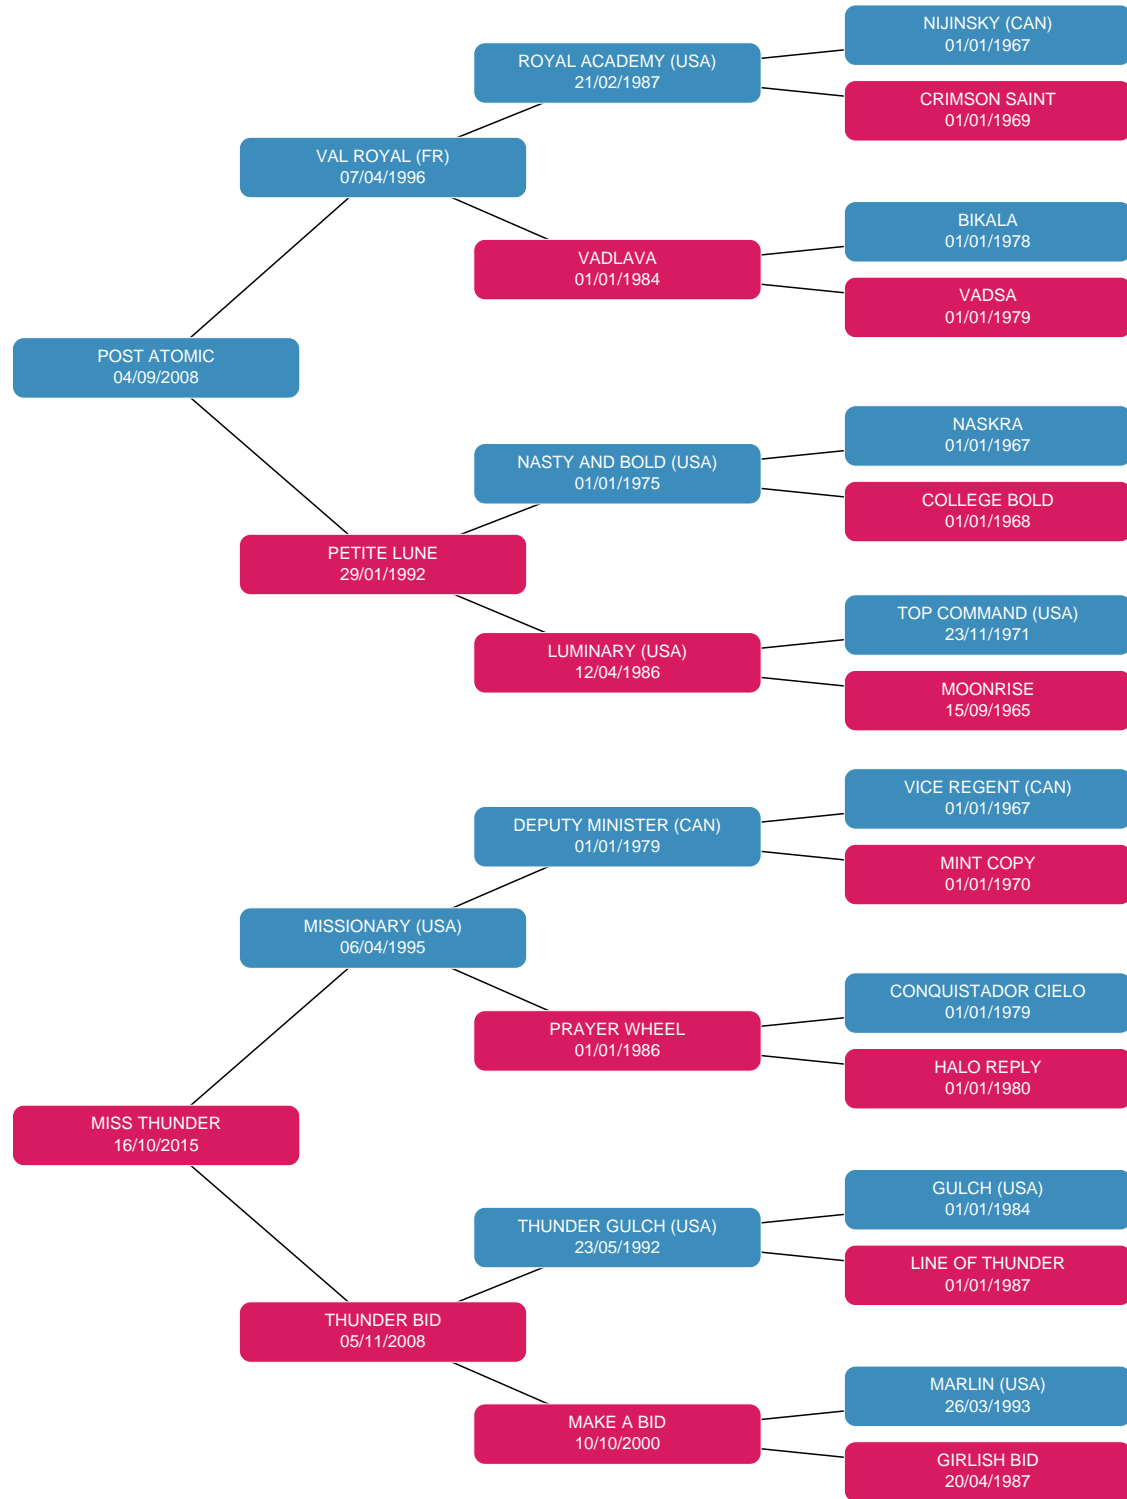 NIJINSKY (CAN)
01/01/1967
ROYAL ACADEMY (USA)
21/02/1987
CRIMSON SAINT
01/01/1969
VAL ROYAL (FR)
07/04/1996
BIKALA
01/01/1978
VADLAVA
01/01/1984
VADSA
01/01/1979
POST ATOMIC
04/09/2008
NASKRA
01/01/1967
NASTY AND BOLD (USA)
01/01/1975
COLLEGE BOLD
01/01/1968
PETITE LUNE
29/01/1992
TOP COMMAND (USA)
23/11/1971
LUMINARY (USA)
12/04/1986
MOONRISE
15/09/1965
VICE REGENT (CAN)
01/01/1967
DEPUTY MINISTER (CAN)
01/01/1979
MINT COPY
01/01/1970
MISSIONARY (USA)
06/04/1995
CONQUISTADOR CIELO
01/01/1979
PRAYER WHEEL
01/01/1986
HALO REPLY
01/01/1980
MISS THUNDER
16/10/2015
GULCH (USA)
01/01/1984
THUNDER GULCH (USA)
23/05/1992
LINE OF THUNDER
01/01/1987
THUNDER BID
05/11/2008
MARLIN (USA)
26/03/1993
MAKE A BID
10/10/2000
GIRLISH BID
20/04/1987